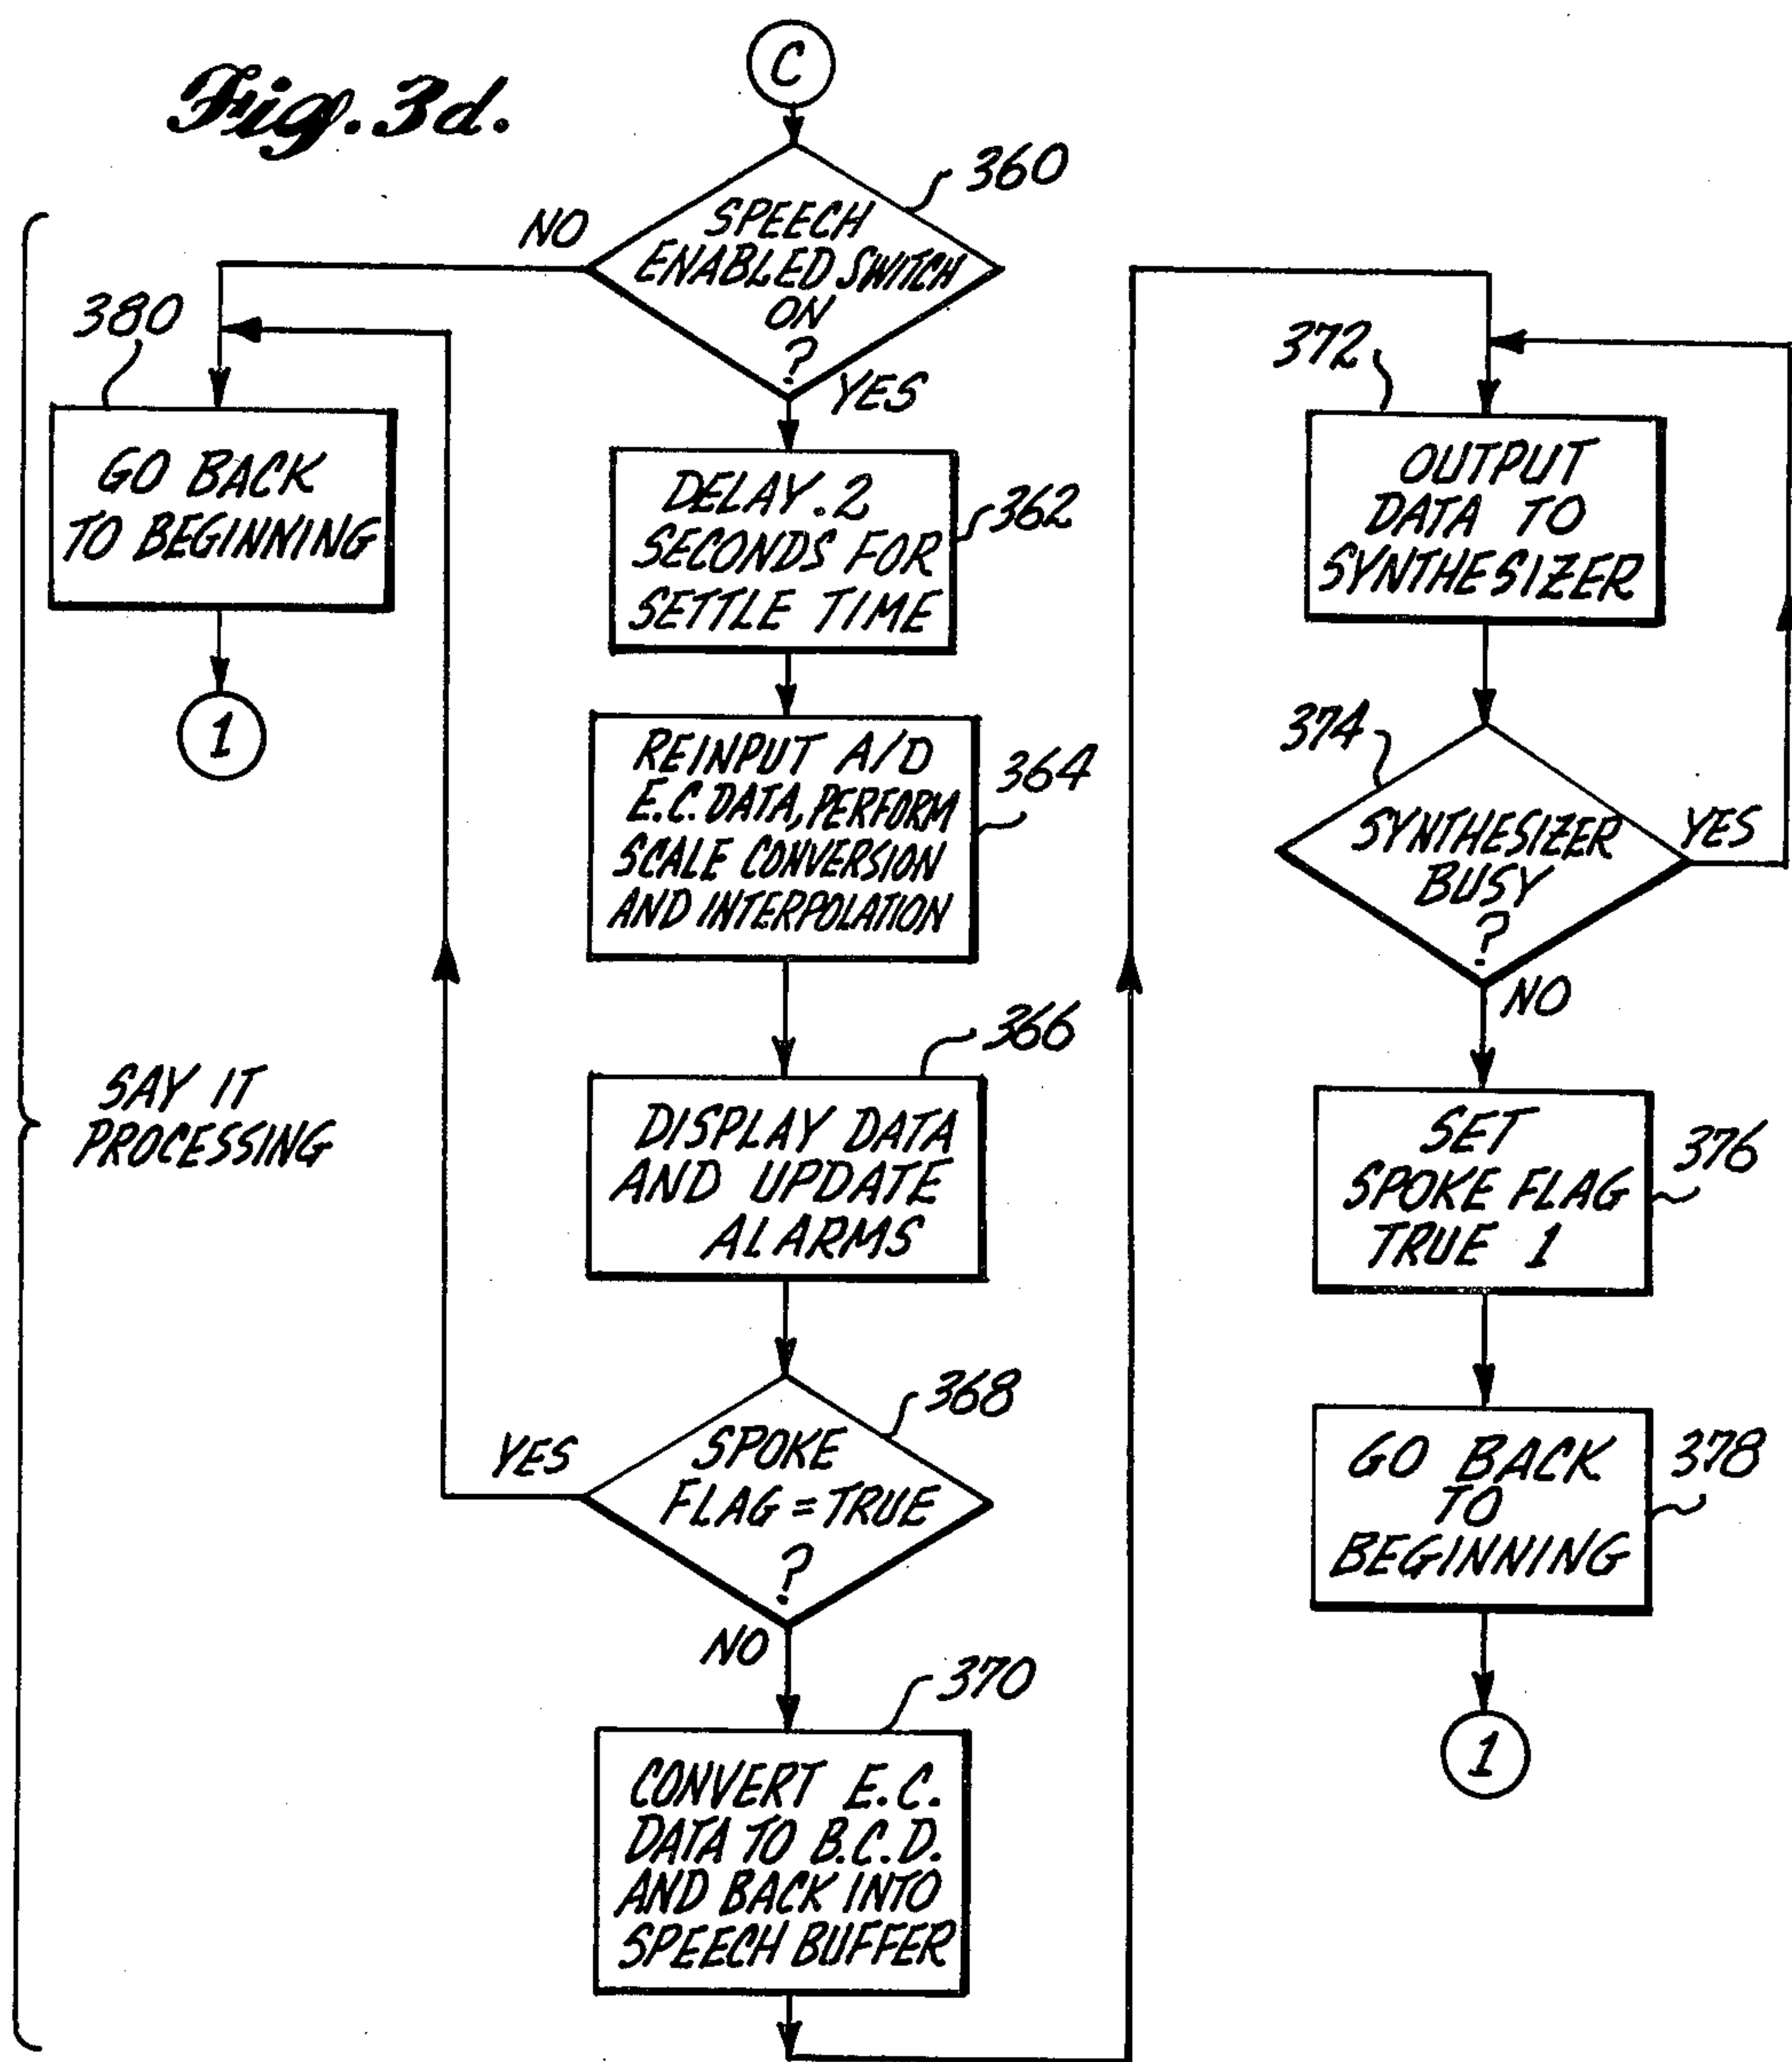 Fig. 3d.
C
360
SPEECH
ENABLED SWITCH
ON
?
NO
YES
380
GO BACK
TO BEGINNING
1
DELAY .2
SECONDS FOR
SETTLE TIME
362
REINPUT A/D
E.C. DATA, PERFORM
SCALE CONVERSION
AND INTERPOLATION
364
366
DISPLAY DATA
AND UPDATE
ALARMS
SAY IT
PROCESSING
368
SPOKE
FLAG = TRUE
?
YES
NO
370
CONVERT E.C.
DATA TO B.C.D.
AND BACK INTO
SPEECH BUFFER
372
OUTPUT
DATA TO
SYNTHESIZER
374
SYNTHESIZER
BUSY
?
YES
NO
SET
SPOKE FLAG
TRUE 1
376
GO BACK
TO
BEGINNING
378
1